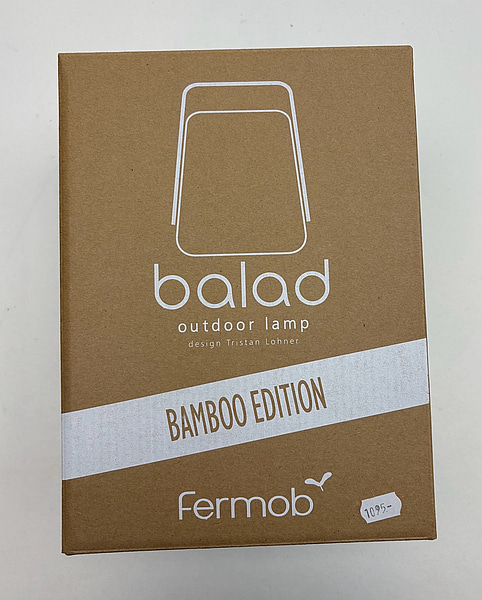 balad
outdoor lamp
design Tristan Lohner
BAMBOO EDITION
Fermob
1095-